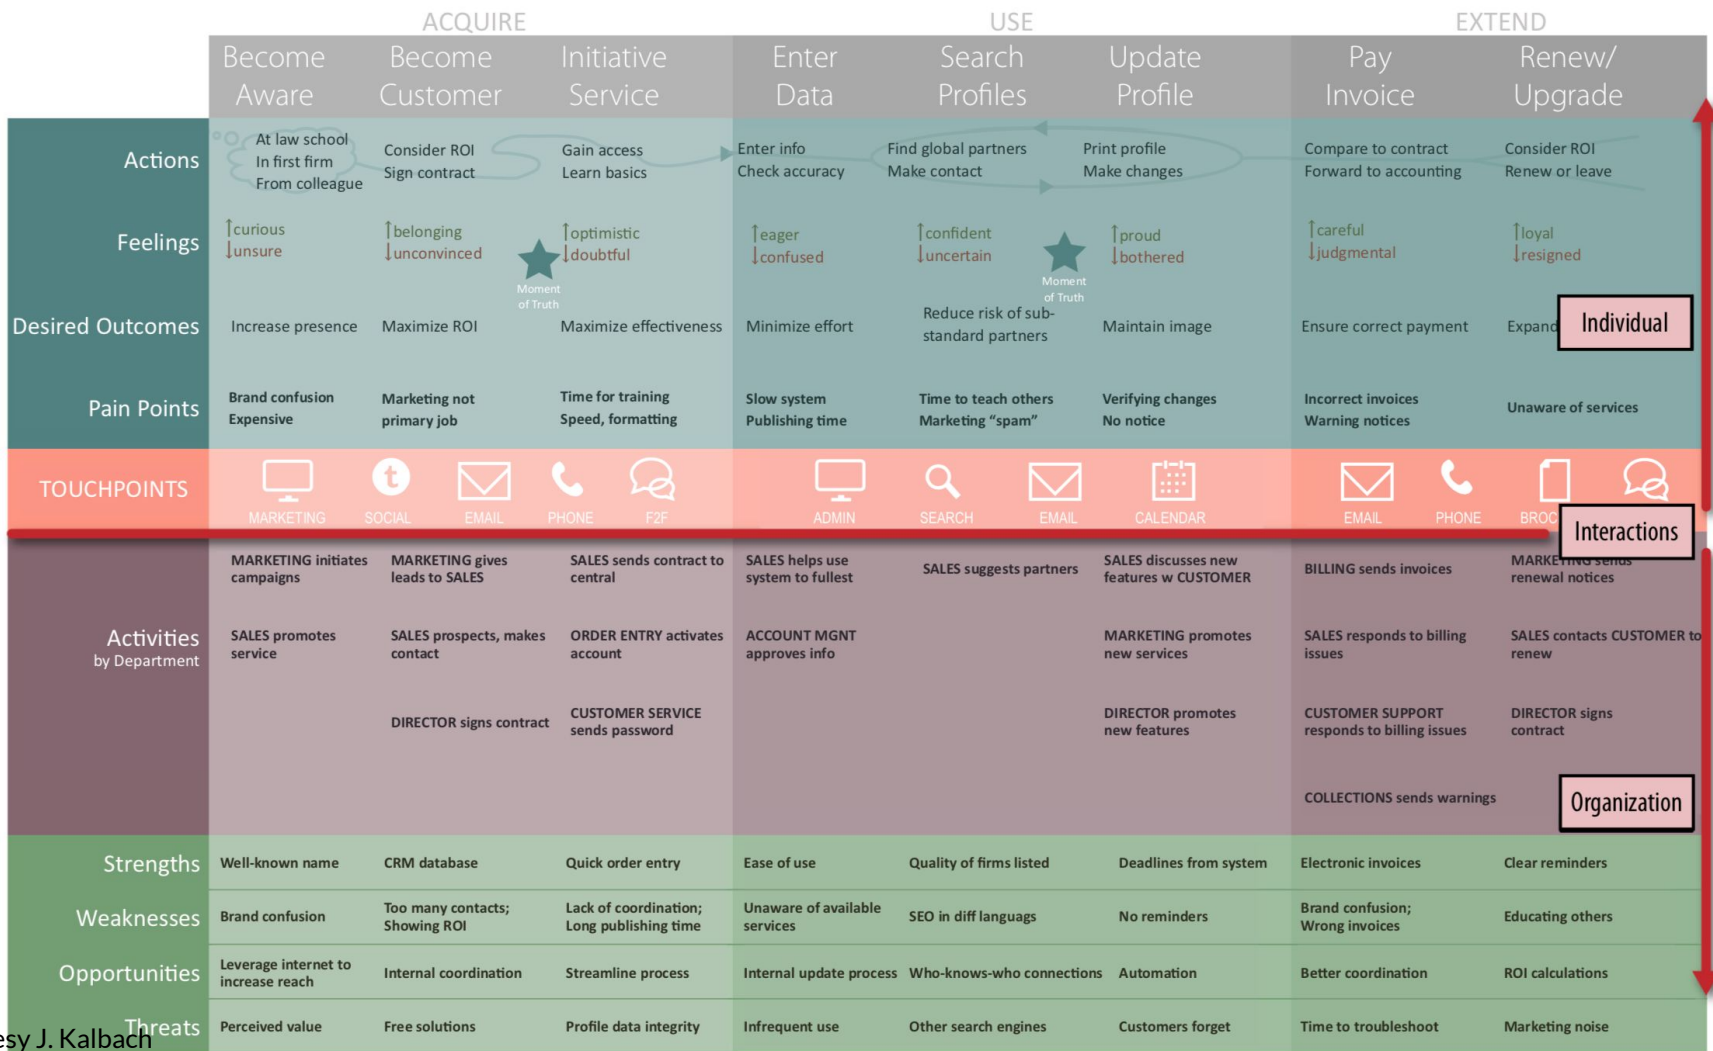 ACQUIRE USE EXTEND
Become Become Initiative Enter Search Update Pay Renew/
Aware Customer Service Data Profiles Profile Invoice Upgrade
Actions
At law school
In first firm
From colleague
Consider ROI
Sign contract
Gain access
Learn basics
Enter info
Check accuracy
Find global partners
Make contact
Print profile
Make changes
Compare to contract
Forward to accounting
Consider ROI
Renew or leave
Feelings
↑curious
↓unsure
↑belonging
↓unconvinced
Moment
of Truth
↑optimistic
↓doubtful
↑eager
↓confused
↑confident
↓uncertain
Moment
of Truth
↑proud
↓bothered
↑careful
↓judgmental
↑loyal
↓resigned
Desired Outcomes
Increase presence
Maximize ROI
Maximize effectiveness
Minimize effort
Reduce risk of sub-
standard partners
Maintain image
Ensure correct payment
Expand
Individual
Pain Points
Brand confusion
Expensive
Marketing not
primary job
Time for training
Speed, formatting
Slow system
Publishing time
Time to teach others
Marketing “spam”
Verifying changes
No notice
Incorrect invoices
Warning notices
Unaware of services
TOUCHPOINTS
MARKETING SOCIAL EMAIL PHONE F2F ADMIN SEARCH EMAIL CALENDAR EMAIL PHONE
Interactions
Activities
by Department
MARKETING initiates
campaigns
MARKETING gives
leads to SALES
SALES sends contract to
central
SALES helps use
system to fullest
SALES suggests partners
SALES discusses new
features w CUSTOMER
BILLING sends invoices
MARKETING sends
renewal notices
SALES promotes
service
SALES prospects, makes
contact
ORDER ENTRY activates
account
ACCOUNT MGNT
approves info
MARKETING promotes
new services
SALES responds to billing
issues
SALES contacts CUSTOMER to
renew
DIRECTOR signs contract
CUSTOMER SERVICE
sends password
DIRECTOR promotes
new features
CUSTOMER SUPPORT
responds to billing issues
DIRECTOR signs
contract
COLLECTIONS sends warnings
Organization
Strengths
Well-known name
CRM database
Quick order entry
Ease of use
Quality of firms listed
Deadlines from system
Electronic invoices
Clear reminders
Weaknesses
Brand confusion
Too many contacts;
Showing ROI
Lack of coordination;
Long publishing time
Unaware of available
services
SEO in diff languags
No reminders
Brand confusion;
Wrong invoices
Educating others
Opportunities
Leverage internet to
increase reach
Internal coordination
Streamline process
Internal update process
Who-knows-who connections
Automation
Better coordination
ROI calculations
Threats
Perceived value
Free solutions
Profile data integrity
Infrequent use
Other search engines
Customers forget
Time to troubleshoot
Marketing noise
J. Kalbach